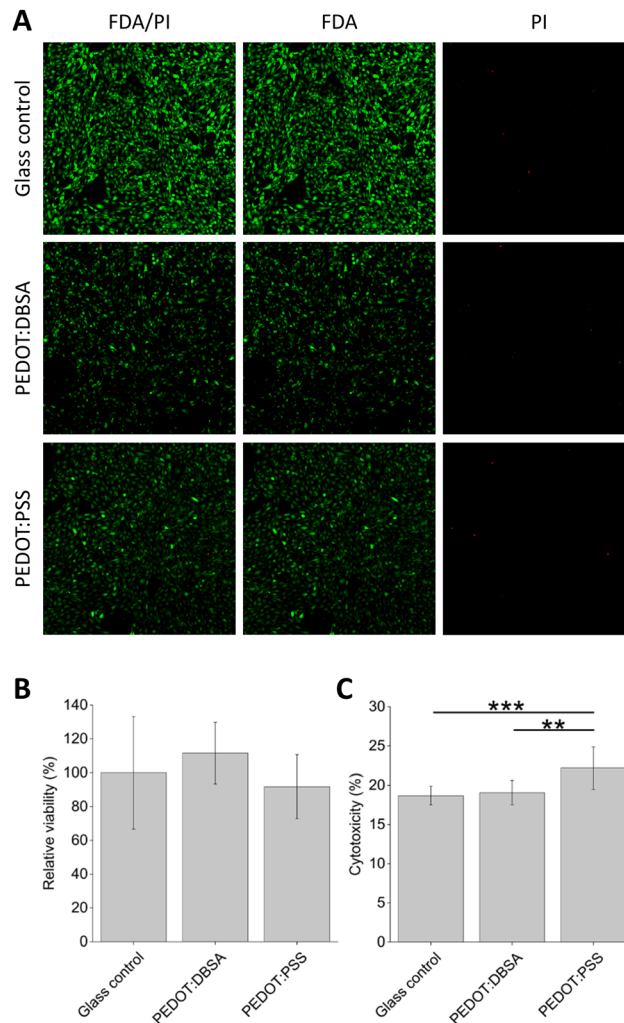 A
FDA/PI FDA PI
Glass control
PEDOT:DBSA
PEDOT:PSS
B
Relative viability (%)
140
120
100
80
60
40
20
0
Glass control
PEDOT:DBSA
PEDOT:PSS
C
Cytotoxicity (%)
30
25
20
15
10
5
0
***
**
Glass control
PEDOT:DBSA
PEDOT:PSS